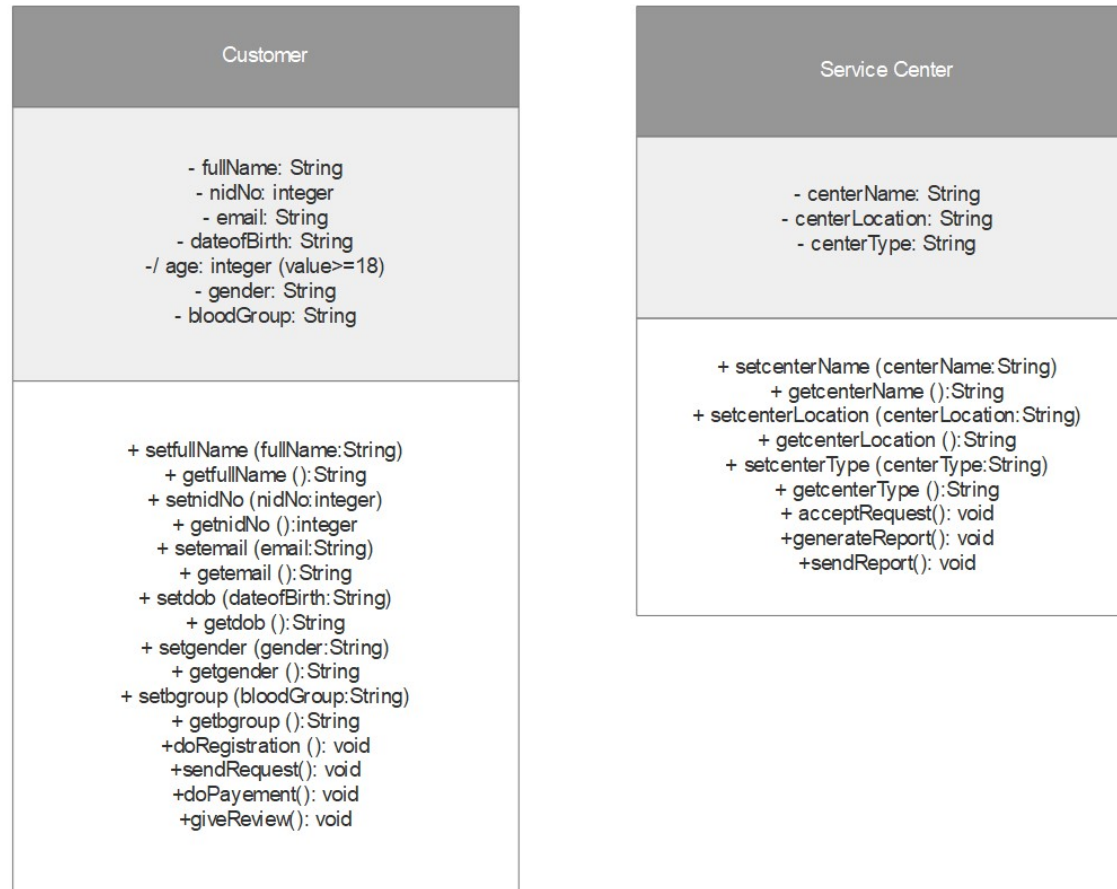 Customer
- fullName: String
- nidNo: integer
- email: String
- dateofBirth: String
-/ age: integer (value>=18)
- gender: String
- bloodGroup: String
+ setfullName (fullName:String)
+ getfullName ():String
+ setnidNo (nidNo:integer)
+ getnidNo ():integer
+ setemail (email:String)
+ getemail ():String
+ setdob (dateofBirth:String)
+ getdob ():String
+ setgender (gender:String)
+ getgender ():String
+ setbgroup (bloodGroup:String)
+ getbgroup ():String
+doRegistration (): void
+sendRequest(): void
+doPayement(): void
+giveReview(): void
Service Center
- centerName: String
- centerLocation: String
- centerType: String
+ setcenterName (centerName:String)
+ getcenterName ():String
+ setcenterLocation (centerLocation:String)
+ getcenterLocation ():String
+ setcenterType (centerType:String)
+ getcenterType ():String
+ acceptRequest(): void
+generateReport(): void
+sendReport(): void